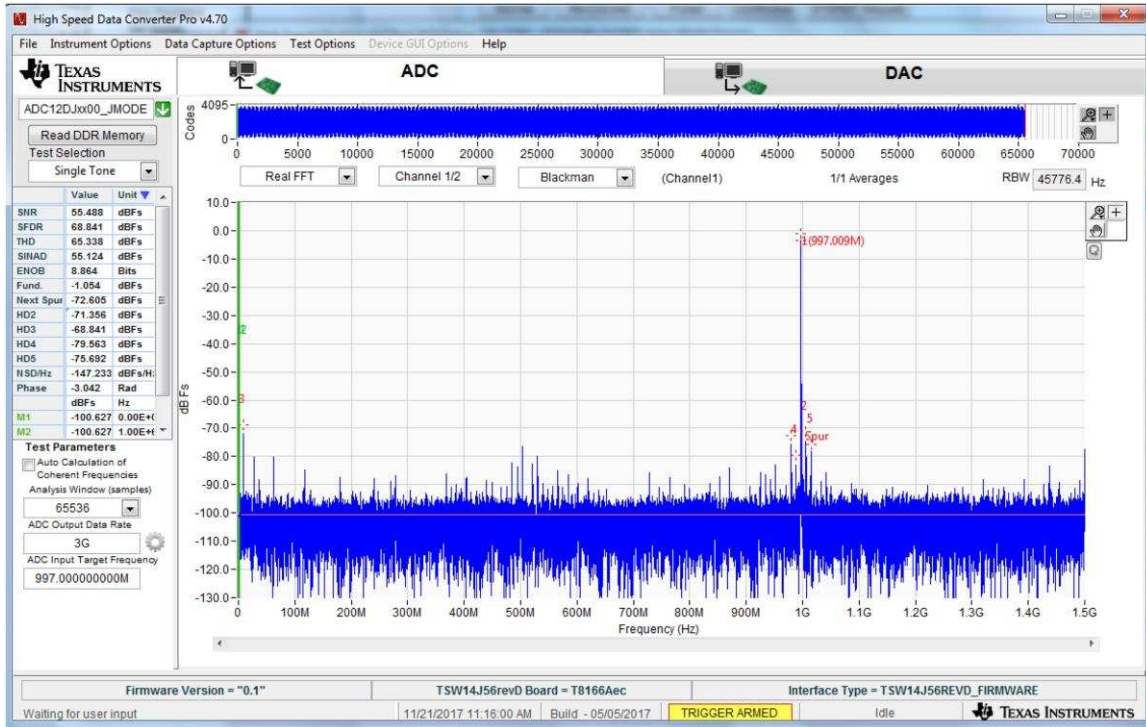 High Speed Data Converter Pro v4.70
File Instrument Options Data Capture Options Test Options Device GUI Options Help
TEXAS INSTRUMENTS
ADC DAC
ADC12DJxx00_JMODE
Read DDR Memory
Test Selection
Single Tone
Value Unit
SNR 55.488 dBFs
SFDR 68.841 dBFs
THD 65.338 dBFs
SINAD 55.124 dBFs
ENOB 8.864 Bits
Fund. -1.054 dBFs
Next Spur -72.605 dBFs
HD2 -71.356 dBFs
HD3 -68.841 dBFs
HD4 -79.563 dBFs
HD5 -75.692 dBFs
NSD/Hz -147.233 dBFs/H
Phase -3.042 Rad
dBFs Hz
M1 -100.627 0.00E+(
M2 -100.627 1.00E+(
Test Parameters
Auto Calculation of
Coherent Frequencies
Analysis Window (samples)
65536
ADC Output Data Rate
3G
ADC Input Target Frequency
997.000000000M
Codes
4095
0
0 5000 10000 15000 20000 25000 30000 35000 40000 45000 50000 55000 60000 65000 70000
Real FFT Channel 1/2 Blackman (Channel1) 1/1 Averages RBW 45776.4 Hz
10.0
0.0
-10.0
-20.0
-30.0
-40.0
-50.0
-60.0
-70.0
-80.0
-90.0
-100.0
-110.0
-120.0
-130.0
dBFs
1(997.009M)
2
3
2
5
4
Spur
0 100M 200M 300M 400M 500M 600M 700M 800M 900M 1G 1.1G 1.2G 1.3G 1.4G 1.5G
Frequency (Hz)
Firmware Version = "0.1" TSW14J56revD Board = T8166Aec Interface Type = TSW14J56REVD_FIRMWARE
Waiting for user input 11/21/2017 11:16:00 AM Build - 05/05/2017 TRIGGER ARMED Idle TEXAS INSTRUMENTS